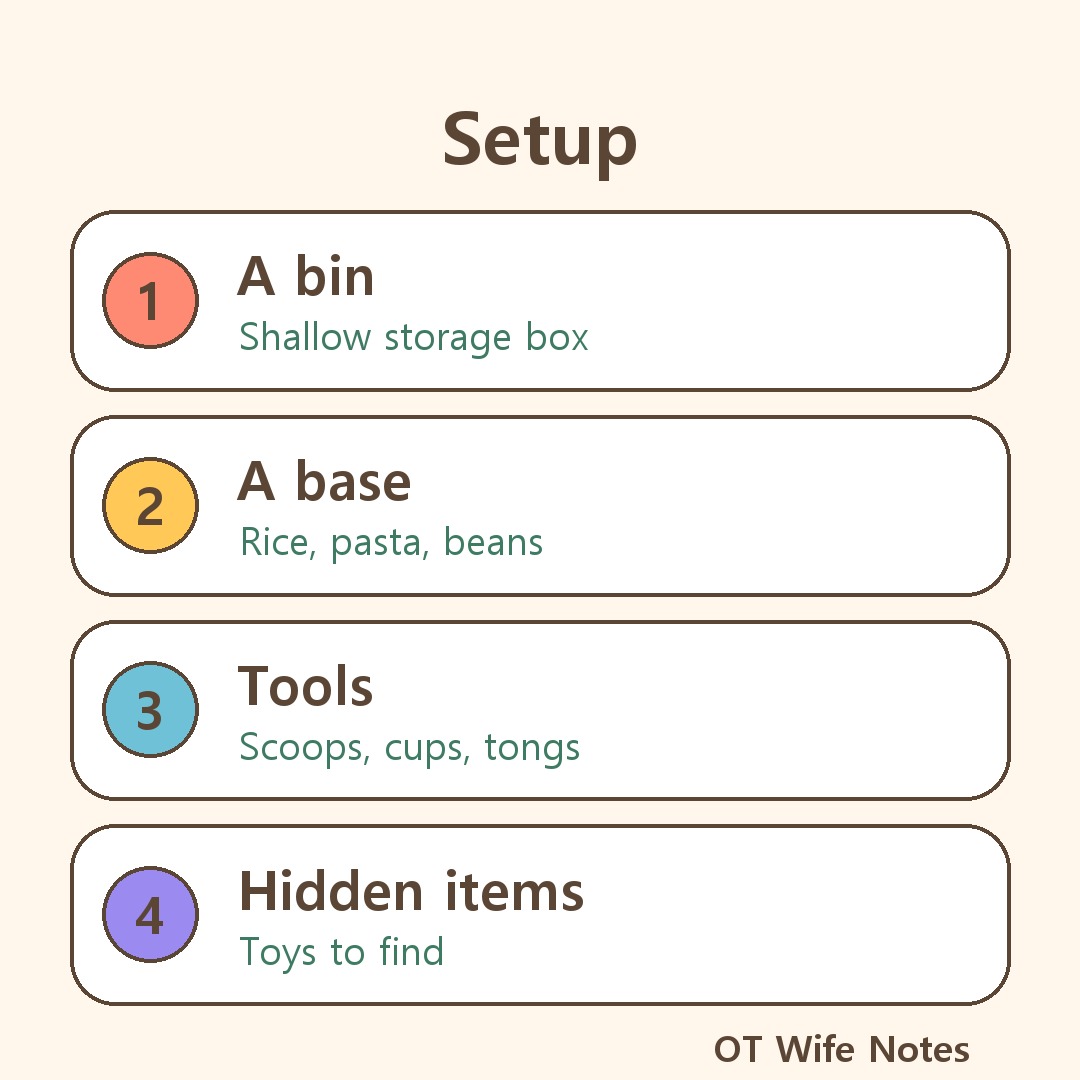 Setup
1
A bin
Shallow storage box
2
A base
Rice, pasta, beans
3
Tools
Scoops, cups, tongs
4
Hidden items
Toys to find
OT Wife Notes